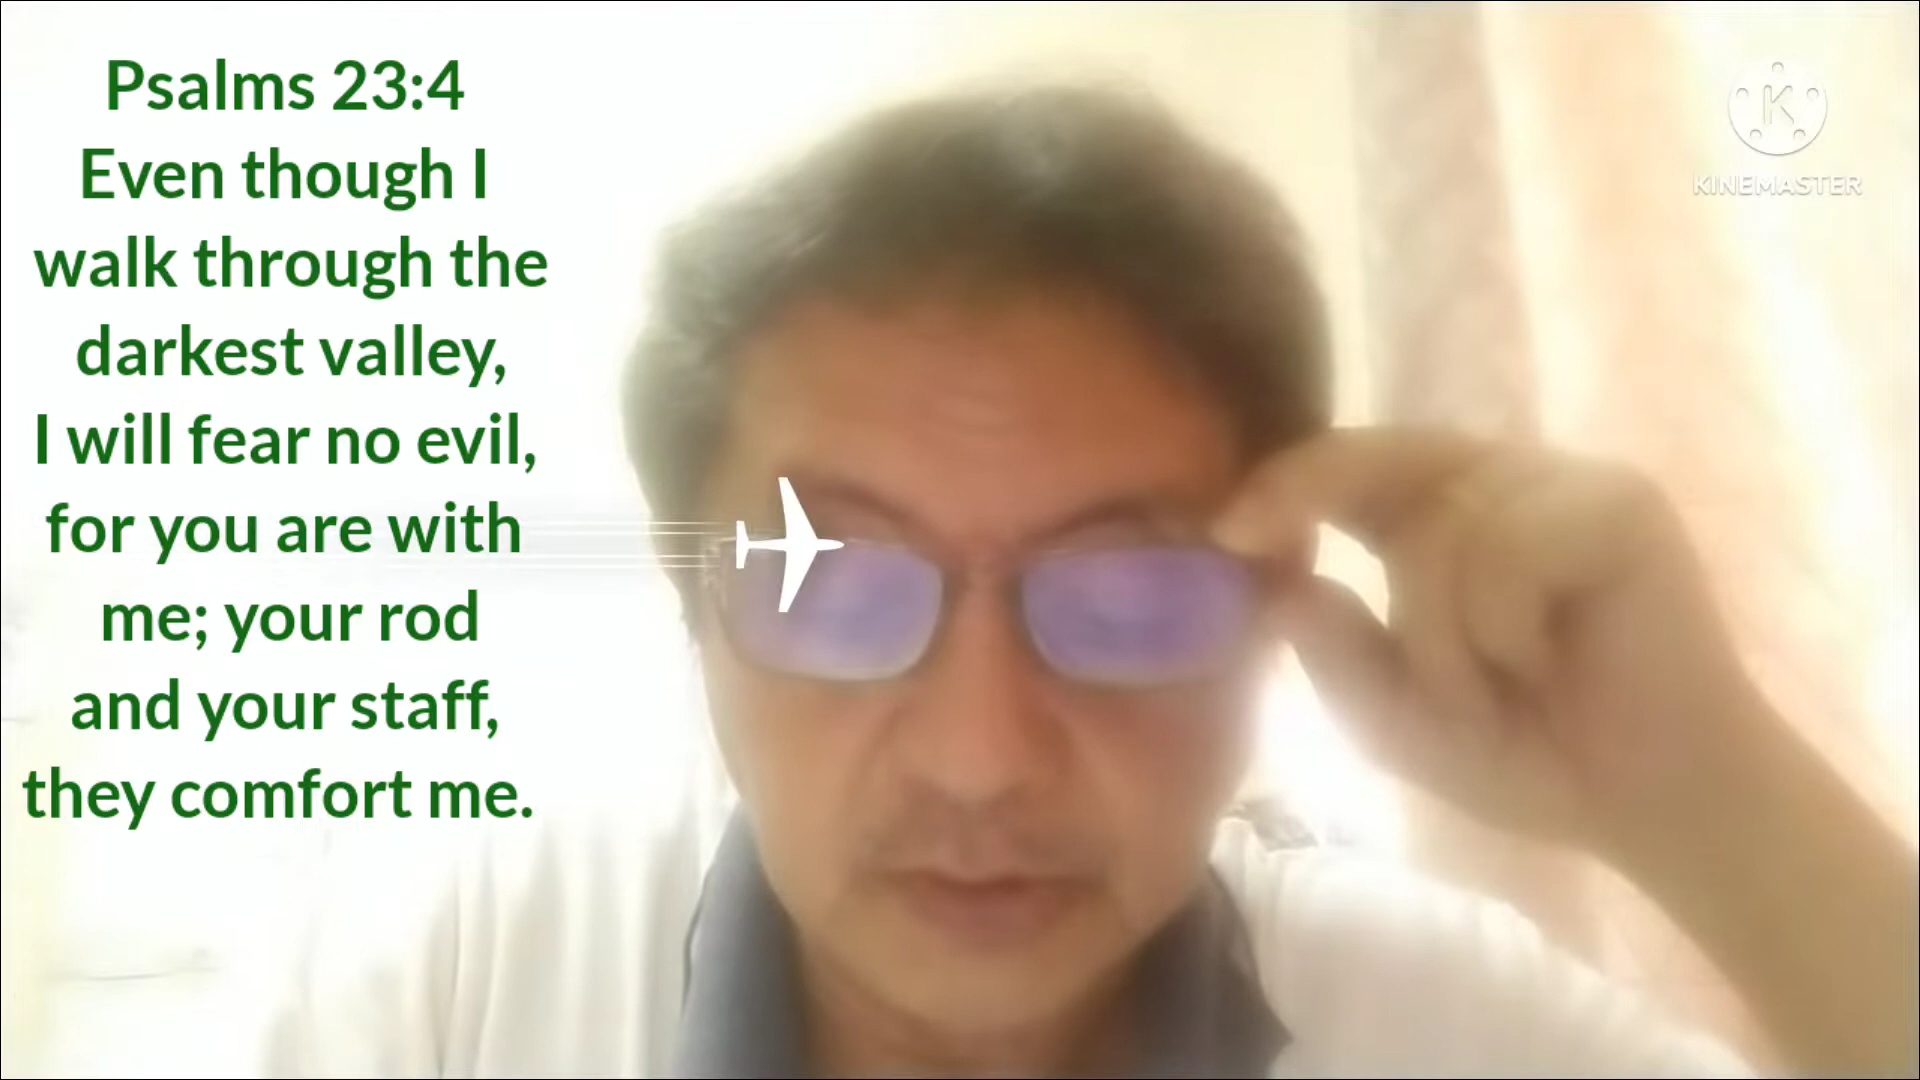 Psalms 23:4
Even though I
walk through the
darkest valley,
I will fear no evil,
for you are with
me; your rod
and your staff,
they comfort me.
K
KINEMASTER